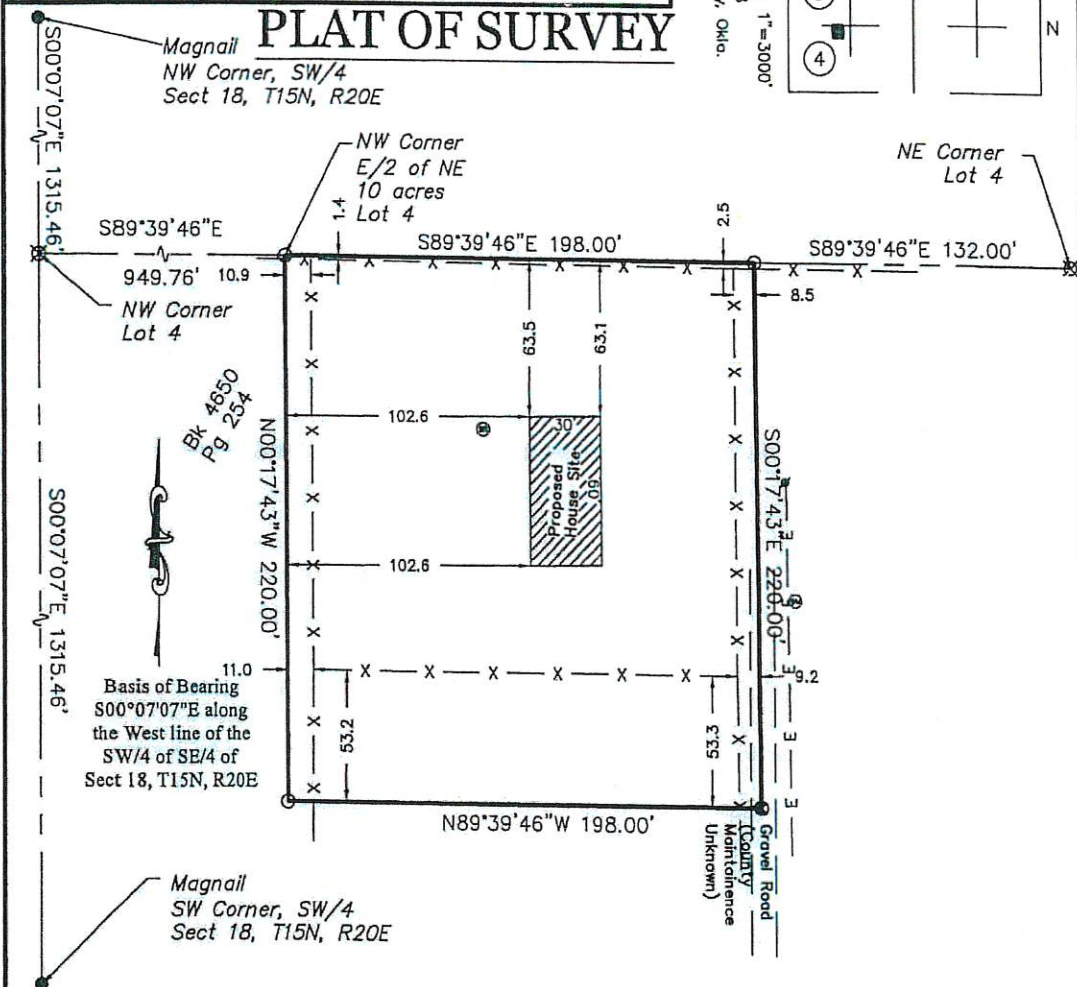 PLAT OF SURVEY
1"=3000'
, Okla.
4
N
Magnail
NW Corner, SW/4
Sect 18, T15N, R20E
S00°07'07"E 1315.46'
NW Corner
E/2 of NE
10 acres
Lot 4
NE Corner
Lot 4
S89°39'46"E
949.76'
10.9
1.4
S89°39'46"E 198.00'
2.5
S89°39'46"E 132.00'
8.5
NW Corner
Lot 4
63.5
63.1
Bk 4650
Pg 254
102.6
30'
60'
Proposed
House Site
102.6
N00°17'43"W 220.00'
S00°17'43"E 220.00'
S00°07'07"E 1315.46'
11.0
9.2
53.2
53.3
Basis of Bearing
S00°07'07"E along
the West line of the
SW/4 of SE/4 of
Sect 18, T15N, R20E
N89°39'46"W 198.00'
Gravel Road
(County
Maintainence
Unknown)
Magnail
SW Corner, SW/4
Sect 18, T15N, R20E